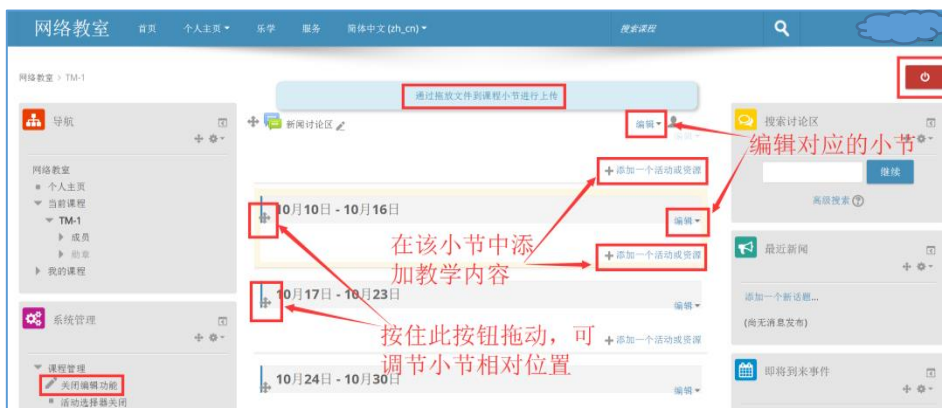 网络教室 首页 个人主页 乐学 服务 简体中文 (zh_cn) 搜索课程
网络教室 > TM-1
通过拖放文件到课程小节进行上传
导航
网络教室
个人主页
当前课程
TM-1
成员
勋章
我的课程
系统管理
课程管理
关闭编辑功能
活动选择器关闭
新闻讨论区 编辑
编辑
添加一个活动或资源
10月10日 - 10月16日
编辑
添加一个活动或资源
10月17日 - 10月23日
编辑
添加一个活动或资源
10月24日 - 10月30日
编辑
编辑对应的小节
在该小节中添
加教学内容
按住此按钮拖动，可
调节小节相对位置
搜索讨论区
继续
高级搜索
最近新闻
添加一个新话题...
(尚无消息发布)
即将到来事件